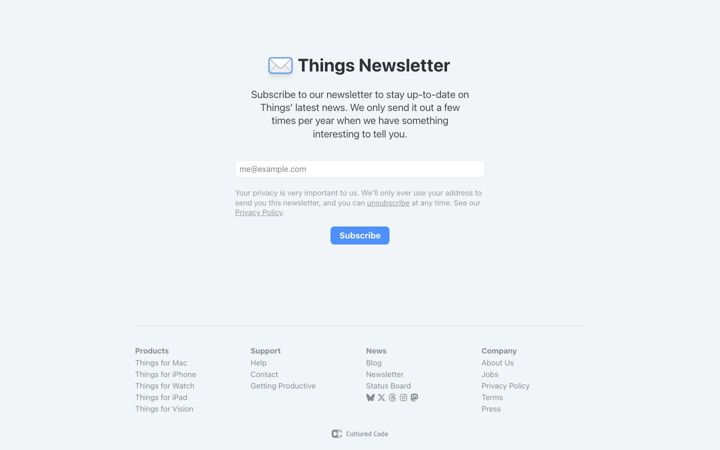 Things Newsletter
Subscribe to our newsletter to stay up-to-date on
Things’ latest news. We only send it out a few
times per year when we have something
interesting to tell you.
me@example.com
Your privacy is very important to us. We’ll only ever use your address to
send you this newsletter, and you can unsubscribe at any time. See our
Privacy Policy.
Subscribe
Products
Things for Mac
Things for iPhone
Things for Watch
Things for iPad
Things for Vision
Support
Help
Contact
Getting Productive
News
Blog
Newsletter
Status Board
Company
About Us
Jobs
Privacy Policy
Terms
Press
Cultured Code